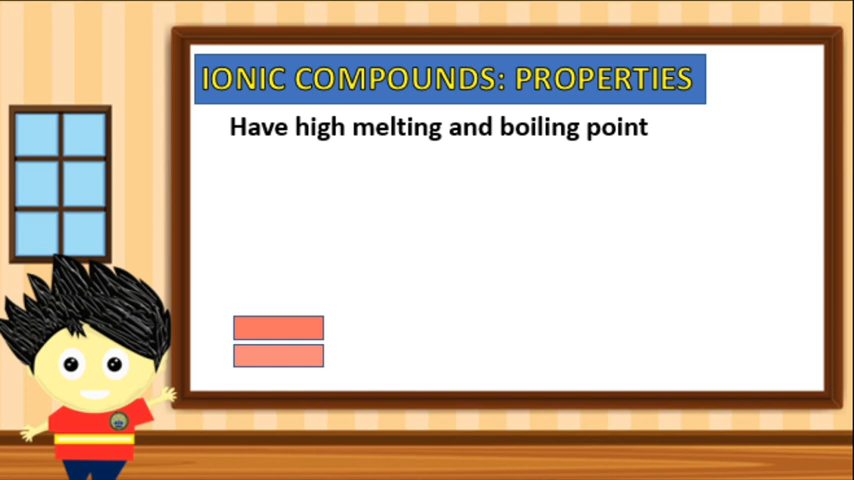 IONIC COMPOUNDS: PROPERTIES
Have high melting and boiling point